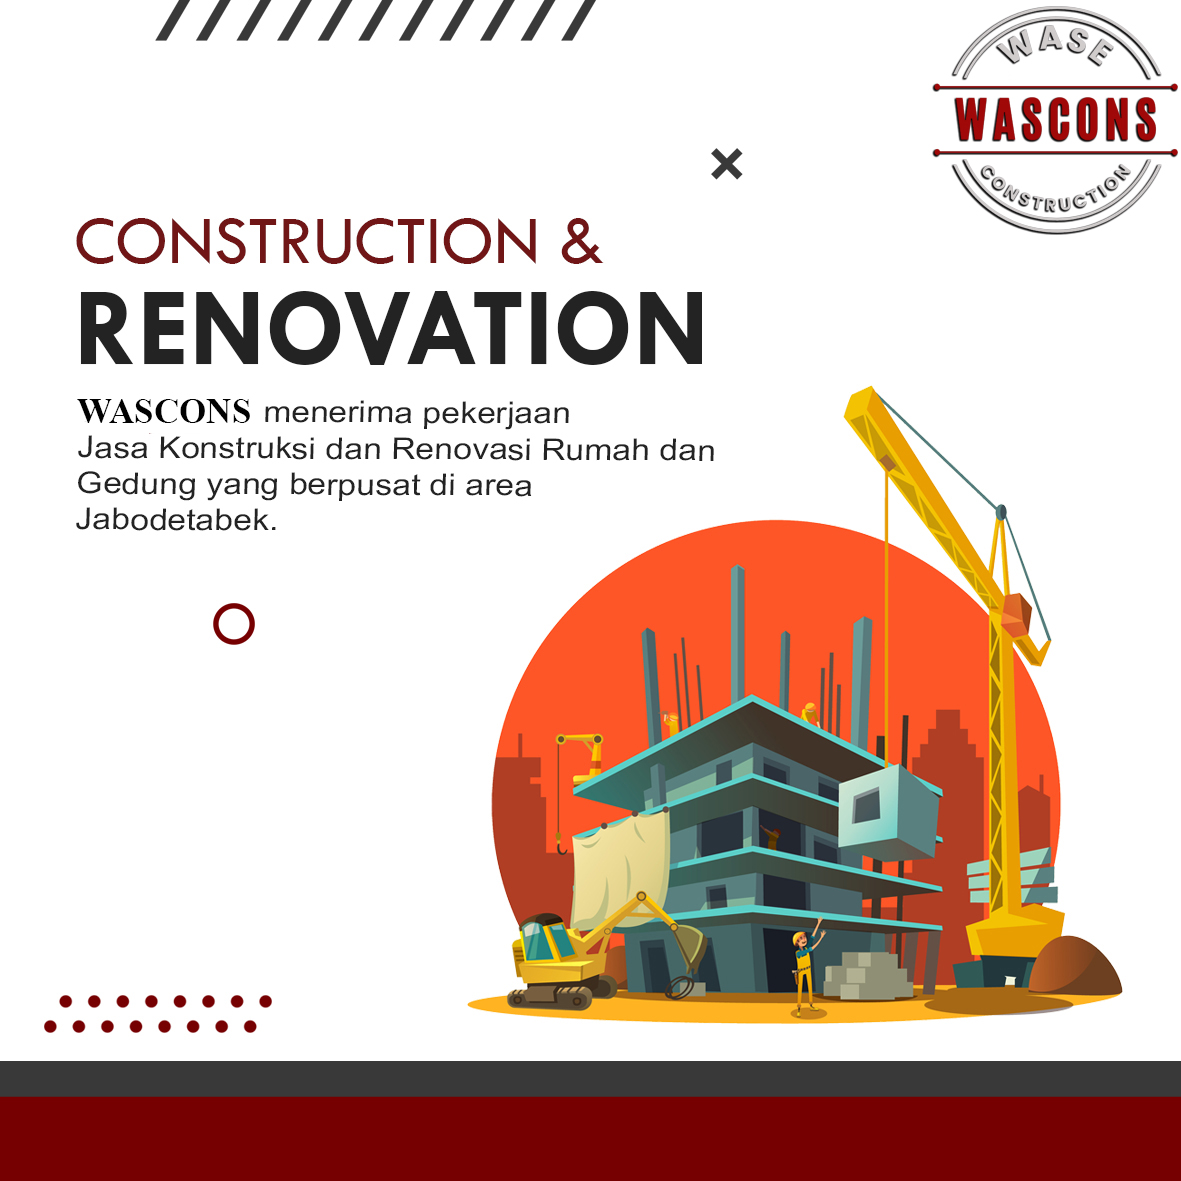 WASE
WASCONS
CONSTRUCTION
CONSTRUCTION &
RENOVATION
WASCONS menerima pekerjaan
Jasa Konstruksi dan Renovasi Rumah dan
Gedung yang berpusat di area
Jabodetabek.